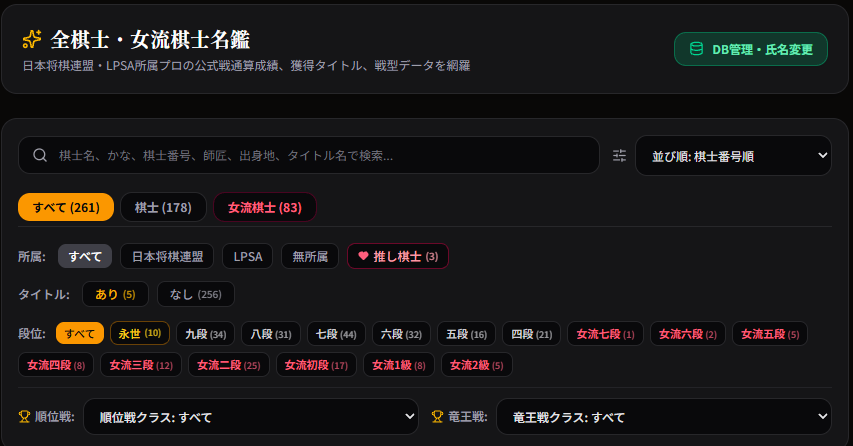 全棋士・女流棋士名鑑
日本将棋連盟・LPSA所属プロの公式戦通算成績、獲得タイトル、戦型データを網羅
DB管理・氏名変更
棋士名、かな、棋士番号、師匠、出身地、タイトル名で検索...
並び順: 棋士番号順
すべて (261) 棋士 (178) 女流棋士 (83)
所属: すべて 日本将棋連盟 LPSA 無所属 推し棋士 (3)
タイトル: あり (5) なし (256)
段位: すべて 永世 (10) 九段 (34) 八段 (31) 七段 (44) 六段 (32) 五段 (16) 四段 (21) 女流七段 (1) 女流六段 (2) 女流五段 (5)
女流四段 (8) 女流三段 (12) 女流二段 (25) 女流初段 (17) 女流1級 (8) 女流2級 (5)
順位戦: 順位戦クラス: すべて 竜王戦: 竜王戦クラス: すべて